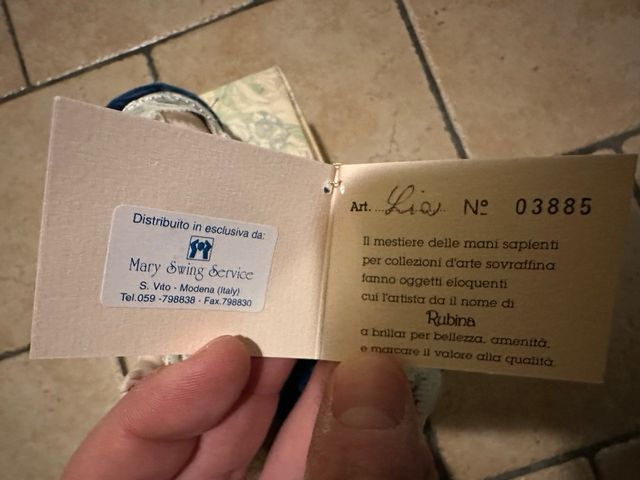 Distribuito in esclusiva da:
Mary Swing Service
S. Vito - Modena (Italy)
Tel.059 -798838 - Fax.798830
Art. Lia Nº 03885
Il mestiere delle mani sapienti
per collezioni d'arte sovraffina
fanno oggetti eloquenti
cui l'artista da il nome di
Rubina
a brillar per bellezza, amenità,
e marcare il valore alla qualità.